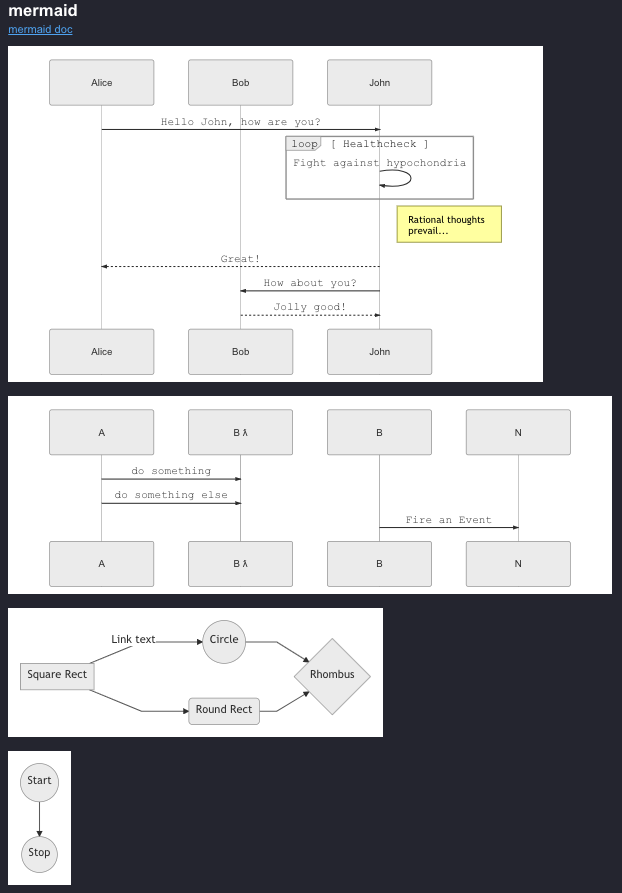 mermaid
mermaid doc
Alice Bob John
Hello John, how are you?
loop [ Healthcheck ]
Fight against hypochondria
Rational thoughts
prevail...
Great!
How about you?
Jolly good!
Alice Bob John
A B λ B N
do something
do something else
Fire an Event
A B λ B N
Link text
Circle
Square Rect
Rhombus
Round Rect
Start
Stop